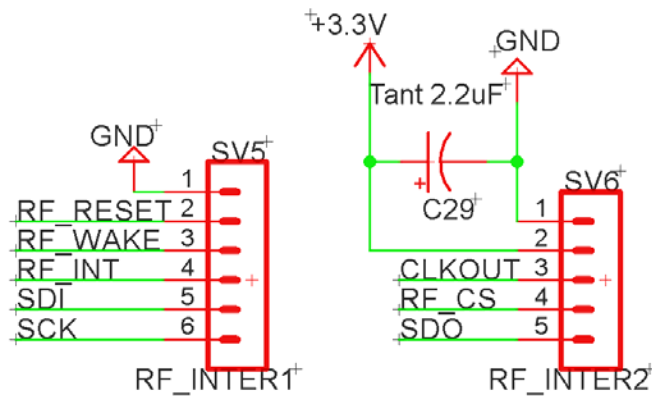 +3.3V
GND
Tant 2.2uF
+
C29
GND
SV5
1
RF_RESET 2
RF_WAKE 3
RF_INT 4
SDI 5
SCK 6
RF_INTER1
SV6
1
2
CLKOUT 3
RF_CS 4
SDO 5
RF_INTER2